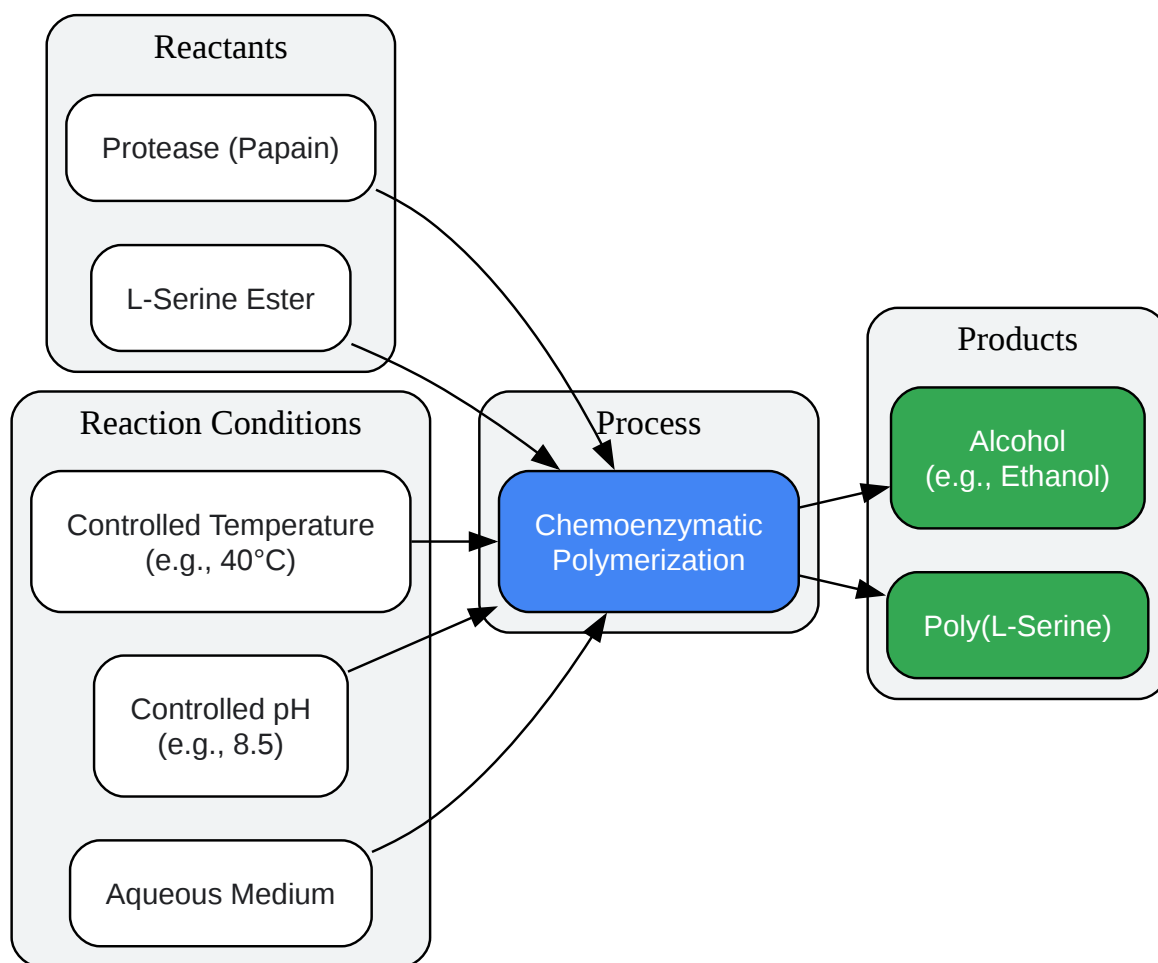 Reactants
Protease (Papain)
L-Serine Ester
Reaction Conditions
Controlled Temperature
(e.g., 40°C)
Controlled pH
(e.g., 8.5)
Aqueous Medium
Process
Chemoenzymatic
Polymerization
Products
Alcohol
(e.g., Ethanol)
Poly(L-Serine)